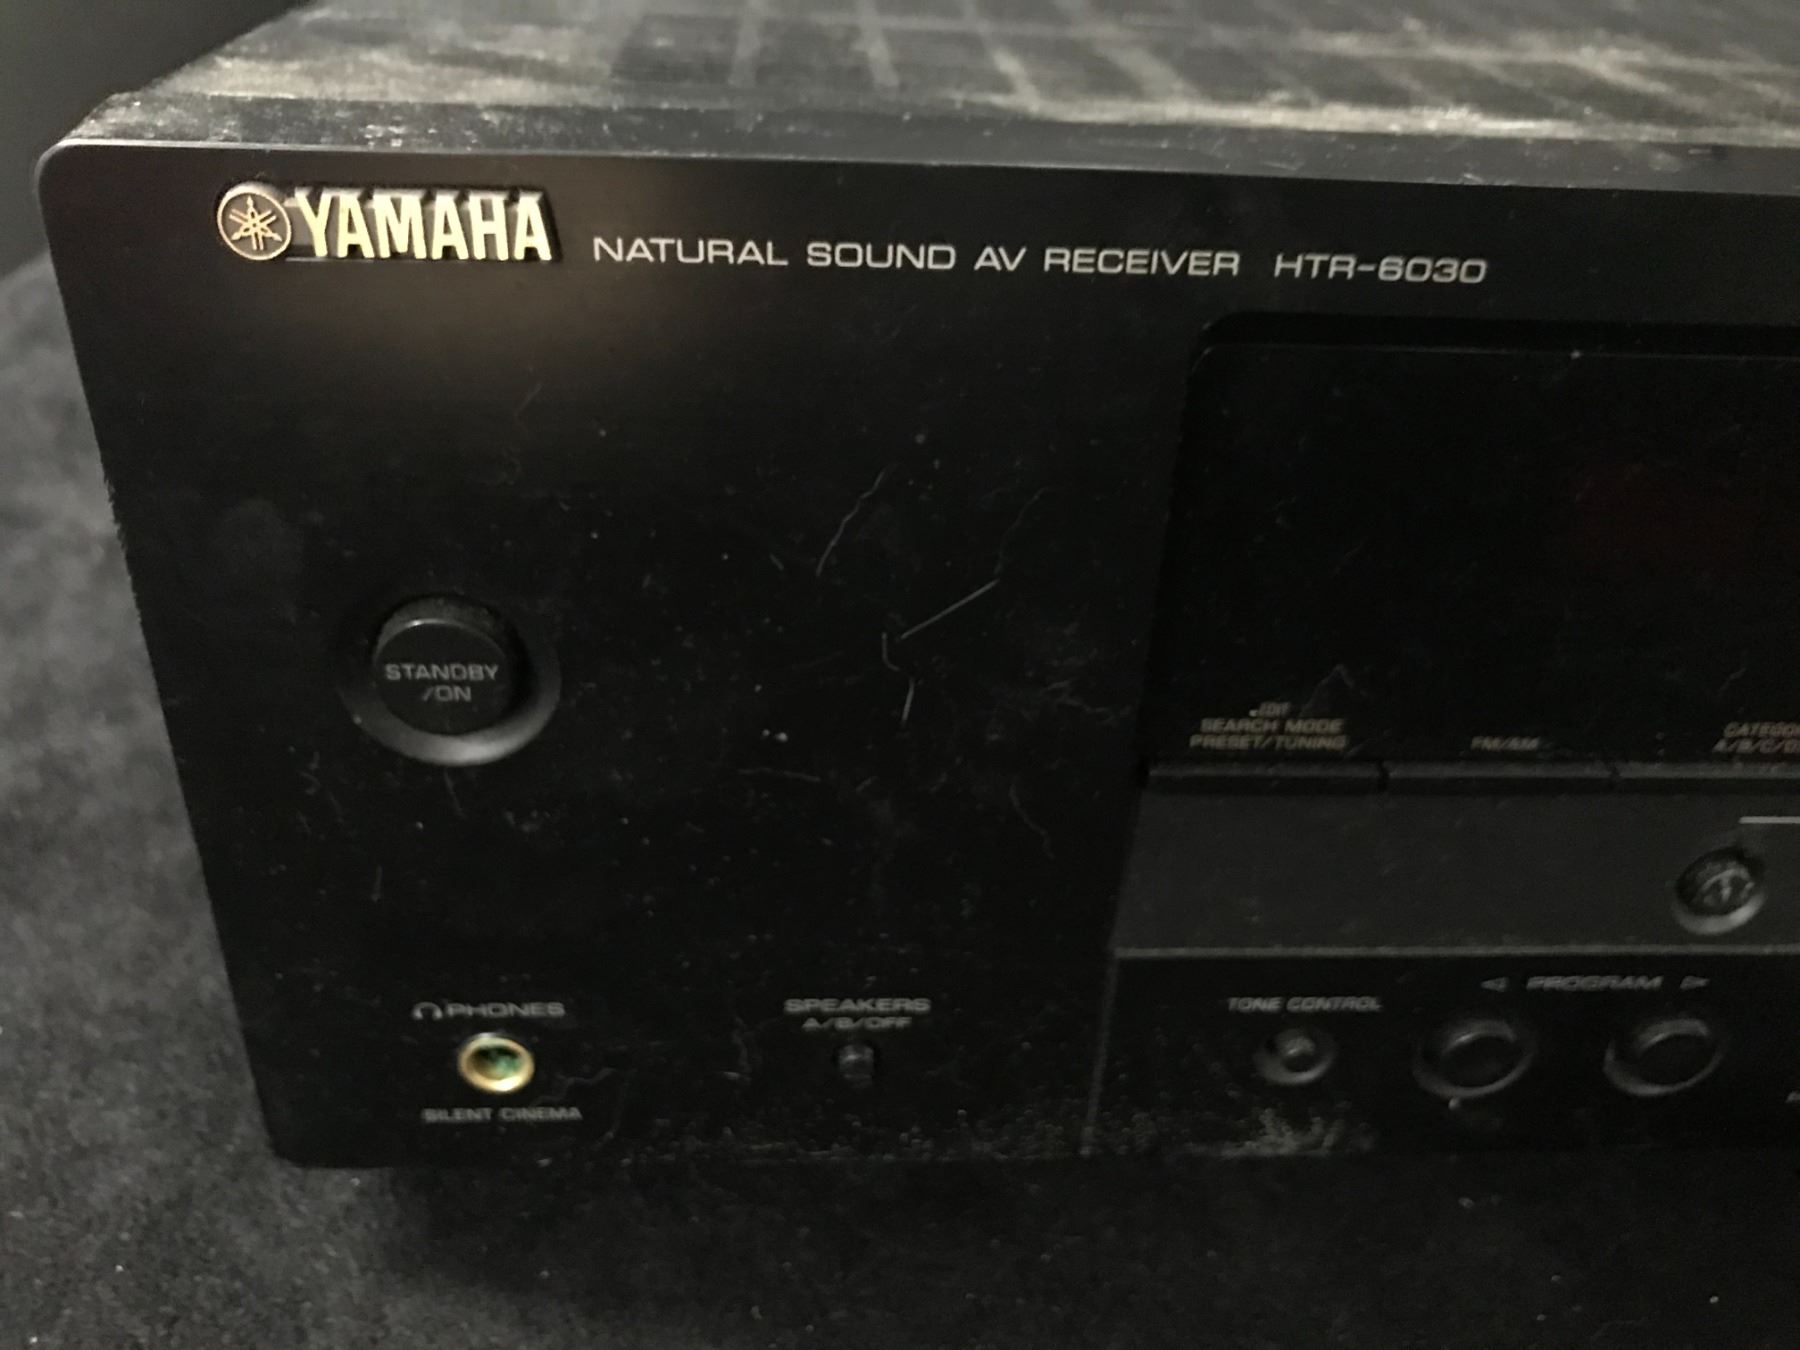 YAMAHA NATURAL SOUND AV RECEIVER HTR-6030
STANDBY
/ON
EDIT
SEARCH MODE
PRESET/TUNING
FM/AM
A/B/C/D
PHONES
SILENT CINEMA
SPEAKERS
A/B/OFF
TONE CONTROL
◁ PROGRAM ▷